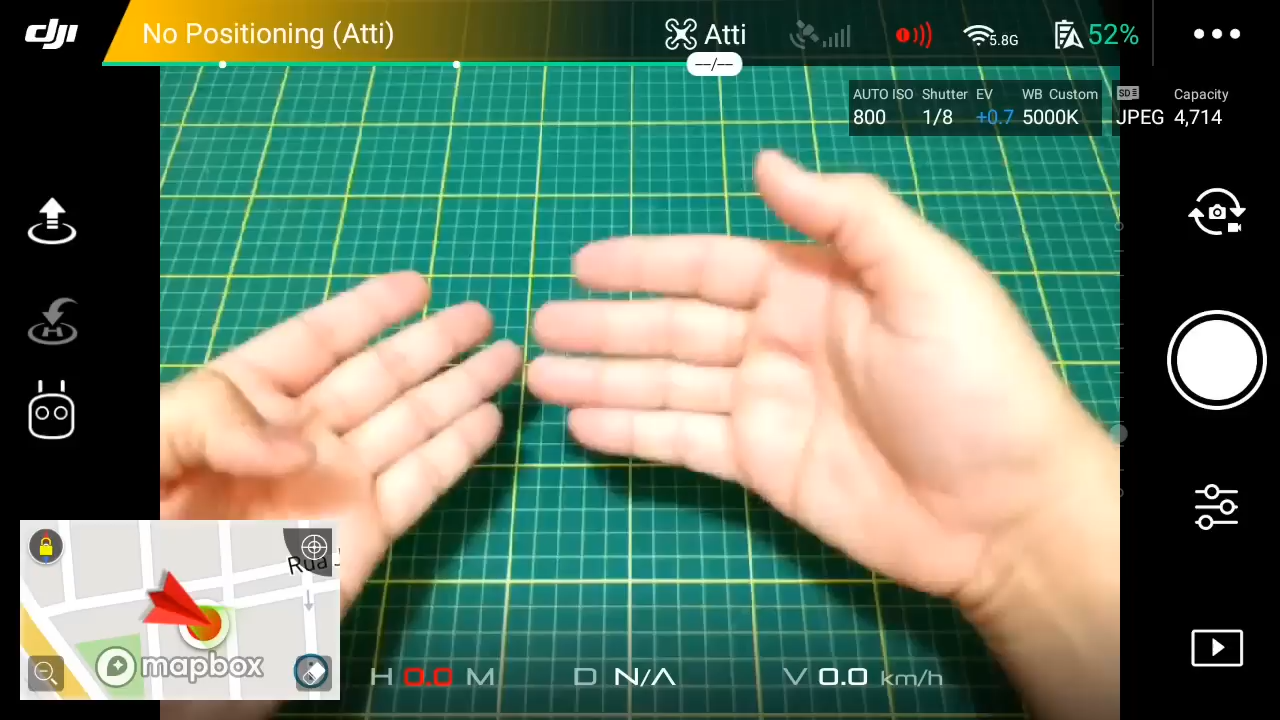 dji
No Positioning (Atti)
Atti
5.8G
52%
--/--
AUTO ISO Shutter EV WB Custom
800 1/8 +0.7 5000K
SD
Capacity
JPEG 4,714
Rua J
mapbox
H 0.0 M
D N/A
V 0.0 km/h